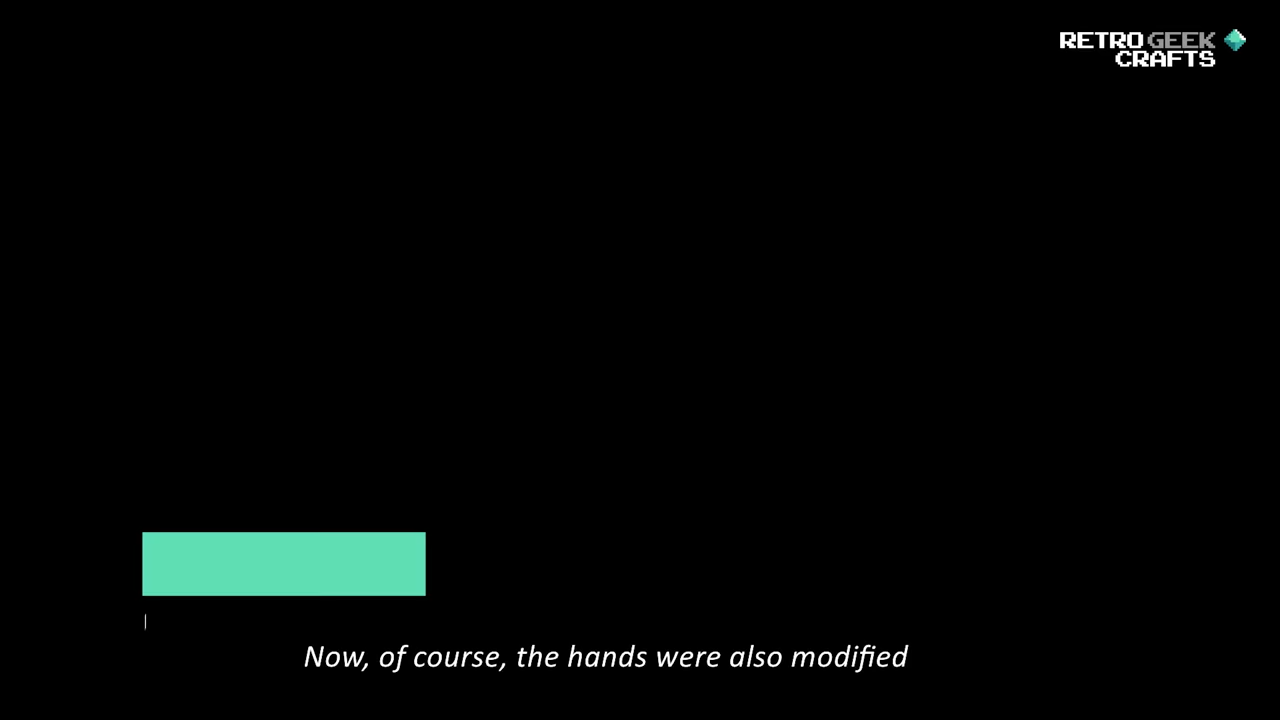 RETRO GEEK
CRAFTS
Now, of course, the hands were also modified